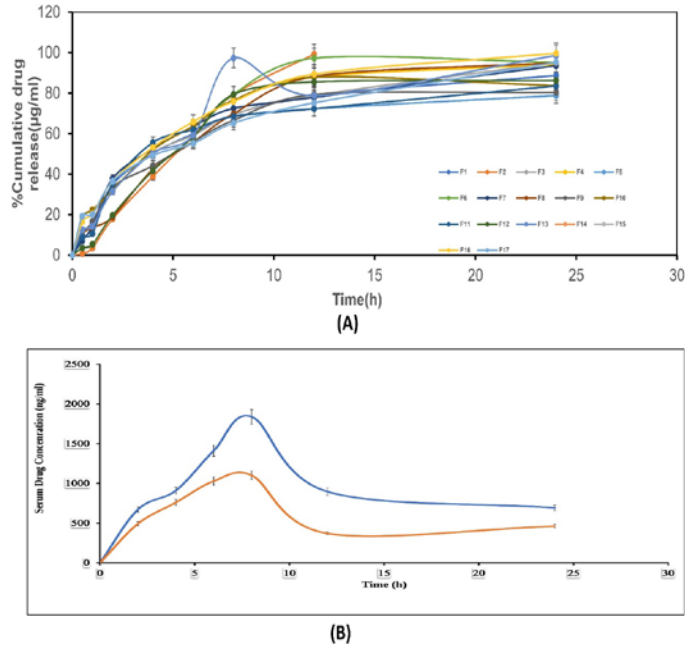 120
100
80
60
40
20
0
%Cumulative drug
release(µg/ml)
F1 F2 F3 F4 F5
F6 F7 F8 F9 F10
F11 F12 F13 F14 F15
F16 F17
0 5 10 15 20 25 30
Time(h)
(A)
2500
2000
1500
1000
500
0
Serum Drug Concenration (ng/ml)
0 5 10 15 20 25 30
Time (h)
(B)